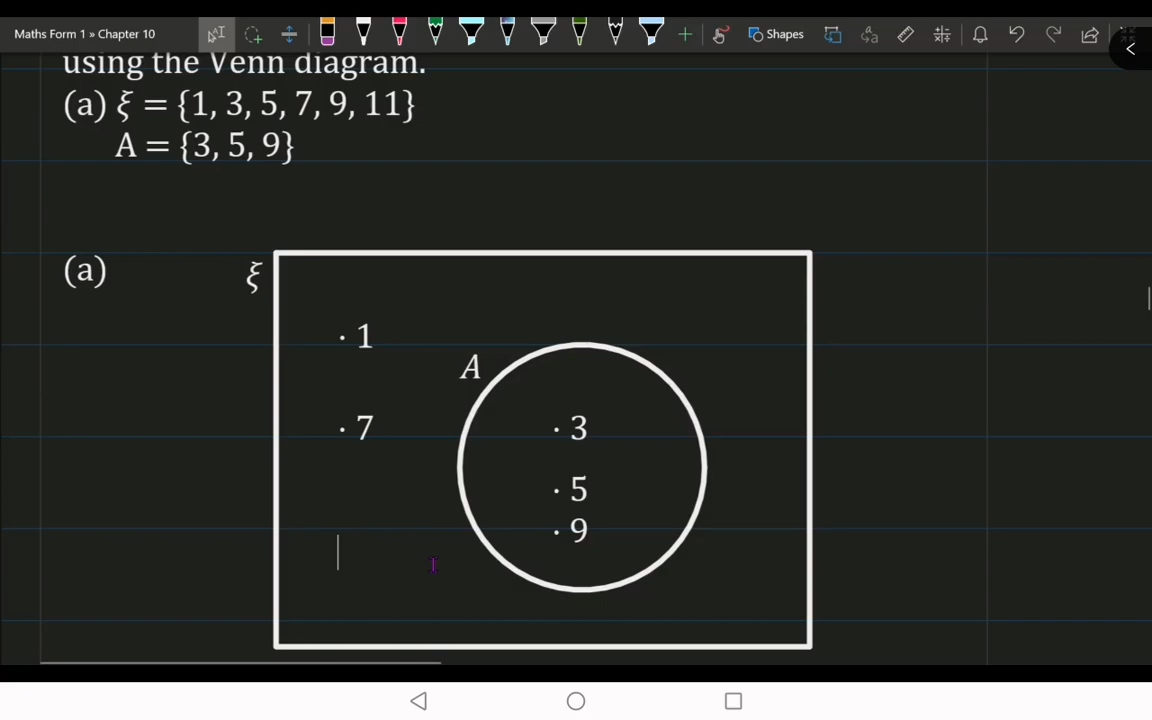 Maths Form 1 » Chapter 10
Shapes
using the Venn diagram.
(a) ξ = {1, 3, 5, 7, 9, 11}
A = {3, 5, 9}
(a)
ξ
· 1
A
· 7
· 3
· 5
· 9